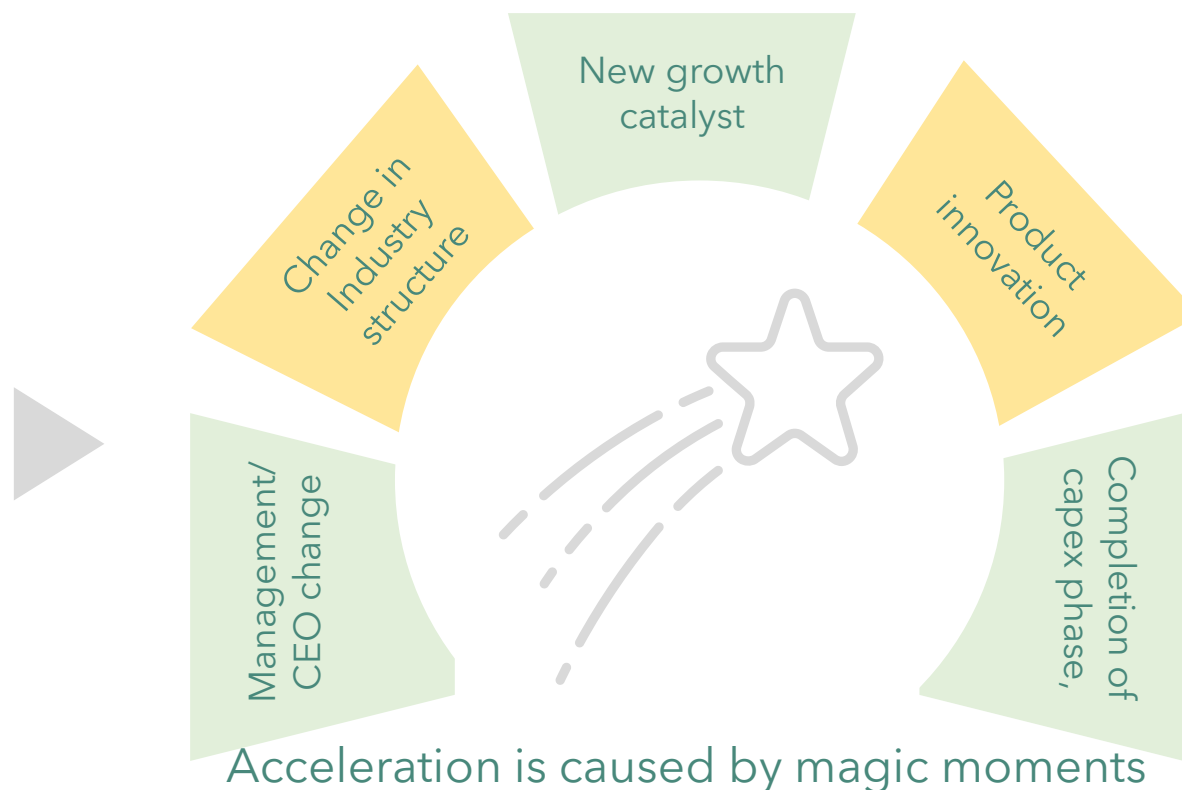 New growth
catalyst
Change in
Industry
structure
Product
innovation
Management/
CEO change
Completion of
capex phase,
Acceleration is caused by magic moments